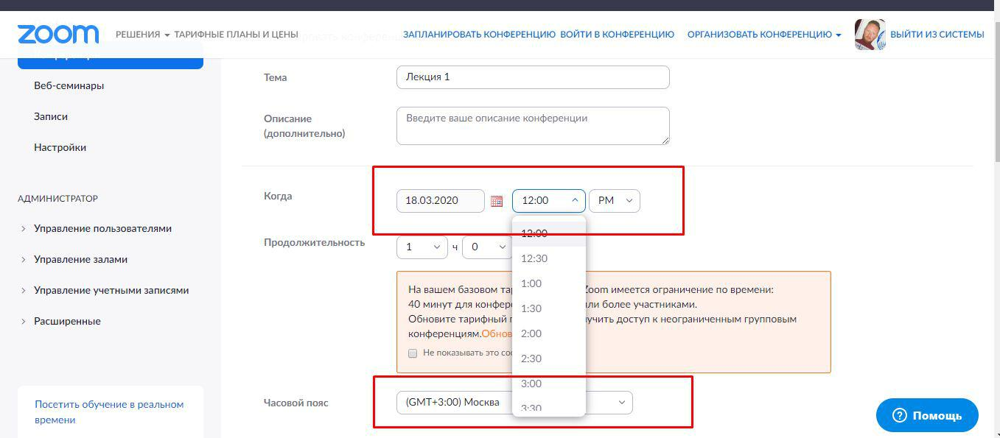 zoom
РЕШЕНИЯ ТАРИФНЫЕ ПЛАНЫ И ЦЕНЫ
ЗАПЛАНИРОВАТЬ КОНФЕРЕНЦИЮ ВОЙТИ В КОНФЕРЕНЦИЮ ОРГАНИЗОВАТЬ КОНФЕРЕНЦИЮ ВЫЙТИ ИЗ СИСТЕМЫ
Веб-семинары
Записи
Настройки
АДМИНИСТРАТОР
Управление пользователями
Управление залами
Управление учетными записями
Расширенные
Посетить обучение в реальном
времени
Тема Лекция 1
Описание
(дополнительно)
Введите ваше описание конференции
Когда 18.03.2020 12:00 PM
Продолжительность 1 ч 0
12:00
12:30
1:00
1:30
2:00
2:30
3:00
3:30
На вашем базовом Zoom имеется ограничение по времени:
40 минут для или более участниками.
Обновите тарифный доступ к неограниченным групповым
конференциям.
Не показывать это
Часовой пояс (GMT+3:00) Москва
Помощь